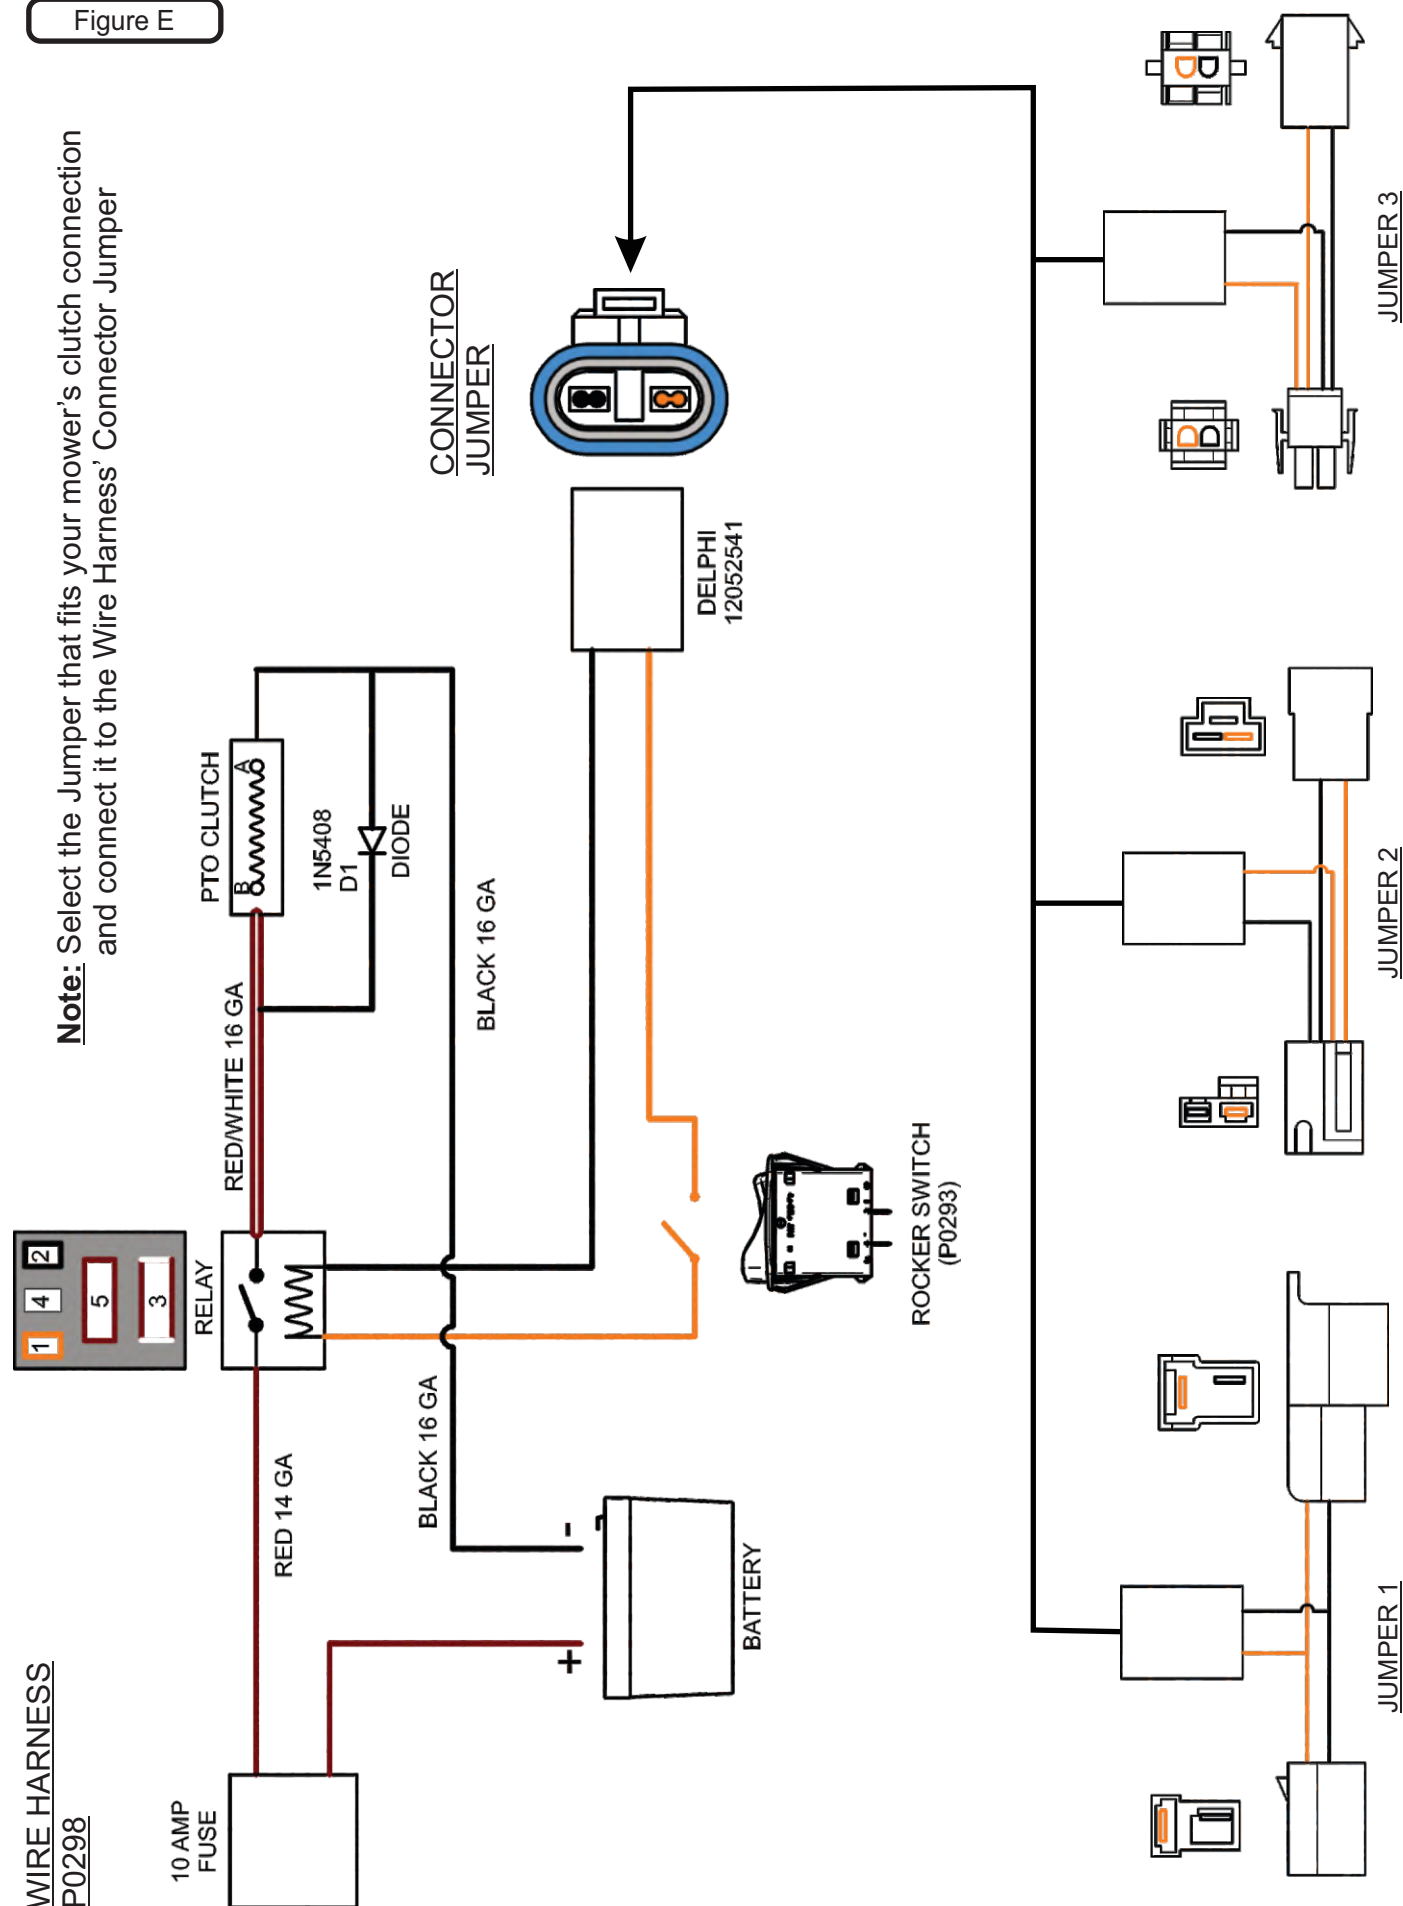 Figure E
Note: Select the Jumper that fits your mower's clutch connection
and connect it to the Wire Harness' Connector Jumper
WIRE HARNESS
P0298
10 AMP
FUSE
RED 14 GA
RELAY
1
4
2
5
3
RED/WHITE 16 GA
PTO CLUTCH
B
A
1N5408
D1
DIODE
BLACK 16 GA
BLACK 16 GA
+
-
BATTERY
ROCKER SWITCH
(P0293)
DELPHI
12052541
CONNECTOR
JUMPER
JUMPER 1
JUMPER 2
JUMPER 3